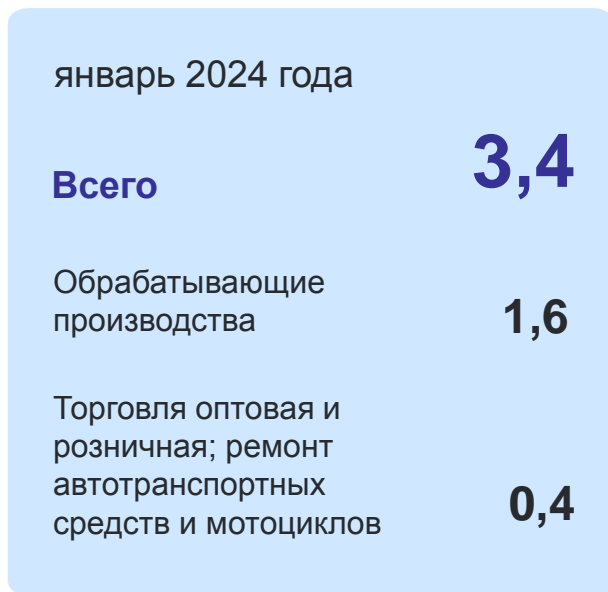 январь 2024 года
Всего 3,4
Обрабатывающие
производства 1,6
Торговля оптовая и
розничная; ремонт
автотранспортных
средств и мотоциклов 0,4